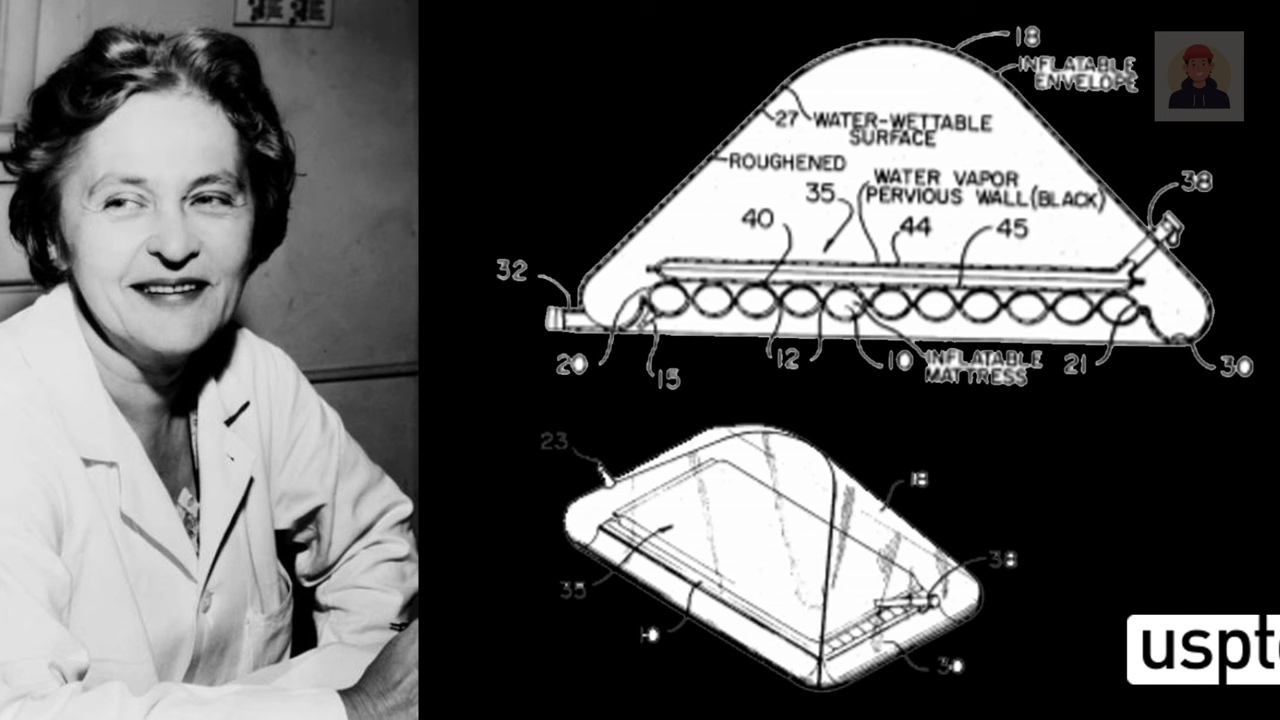 18
INFLATABLE
ENVELOPE
27 WATER-WETTABLE
SURFACE
ROUGHENED
WATER VAPOR
PERVIOUS WALL (BLACK)
35
38
40
44
45
32
20
15
12
10 INFLATABLE
MATTRESS
21
30
23
18
38
35
10
30
uspt